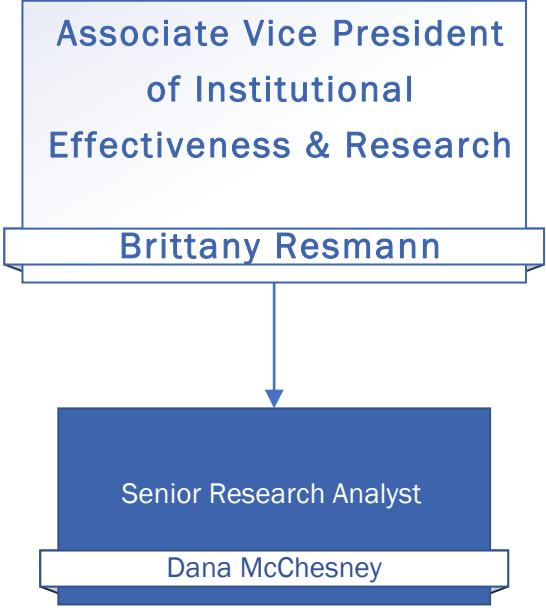 Associate Vice President
of Institutional
Effectiveness & Research
Brittany Resmann
Senior Research Analyst
Dana McChesney